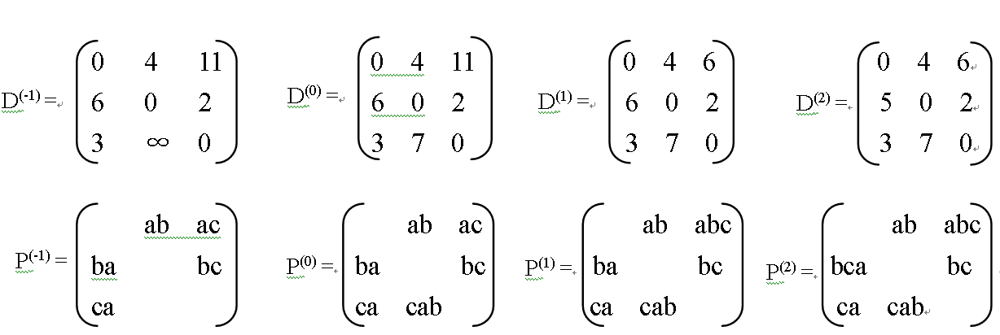 0 4 11 0 4 11 0 4 6 0 4 6
D(-1) = 6 0 2 D(0) = 6 0 2 D(1) = 6 0 2 D(2) = 5 0 2
3 ∞ 0 3 7 0 3 7 0 3 7 0
ab ac ab ac ab abc ab abc
P(-1) = ba bc P(0) = ba bc P(1) = ba bc P(2) = bca bc
ca ca cab ca cab ca cab